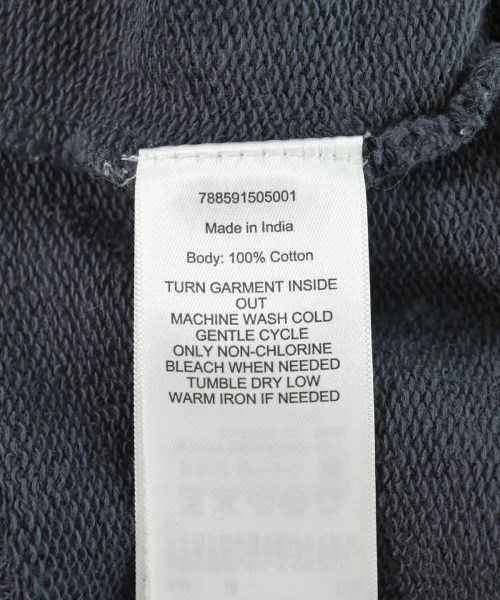 788591505001
Made in India
Body: 100% Cotton
TURN GARMENT INSIDE
OUT
MACHINE WASH COLD
GENTLE CYCLE
ONLY NON-CHLORINE
BLEACH WHEN NEEDED
TUMBLE DRY LOW
WARM IRON IF NEEDED